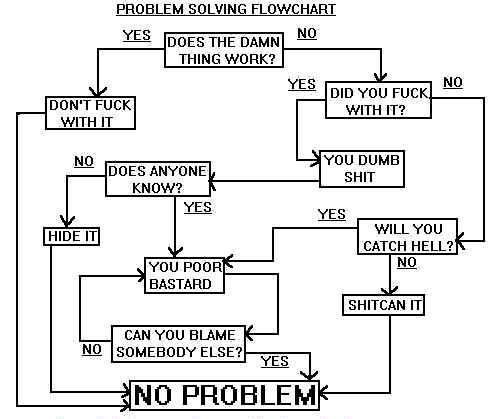 PROBLEM SOLVING FLOWCHART
YES
DOES THE DAMN
THING WORK?
NO
DON'T FUCK
WITH IT
YES
DID YOU FUCK
WITH IT?
NO
YOU DUMB
SHIT
NO
DOES ANYONE
KNOW?
YES
HIDE IT
YES
WILL YOU
CATCH HELL?
NO
YOU POOR
BASTARD
SHITCAN IT
CAN YOU BLAME
SOMEBODY ELSE?
NO
YES
NO PROBLEM